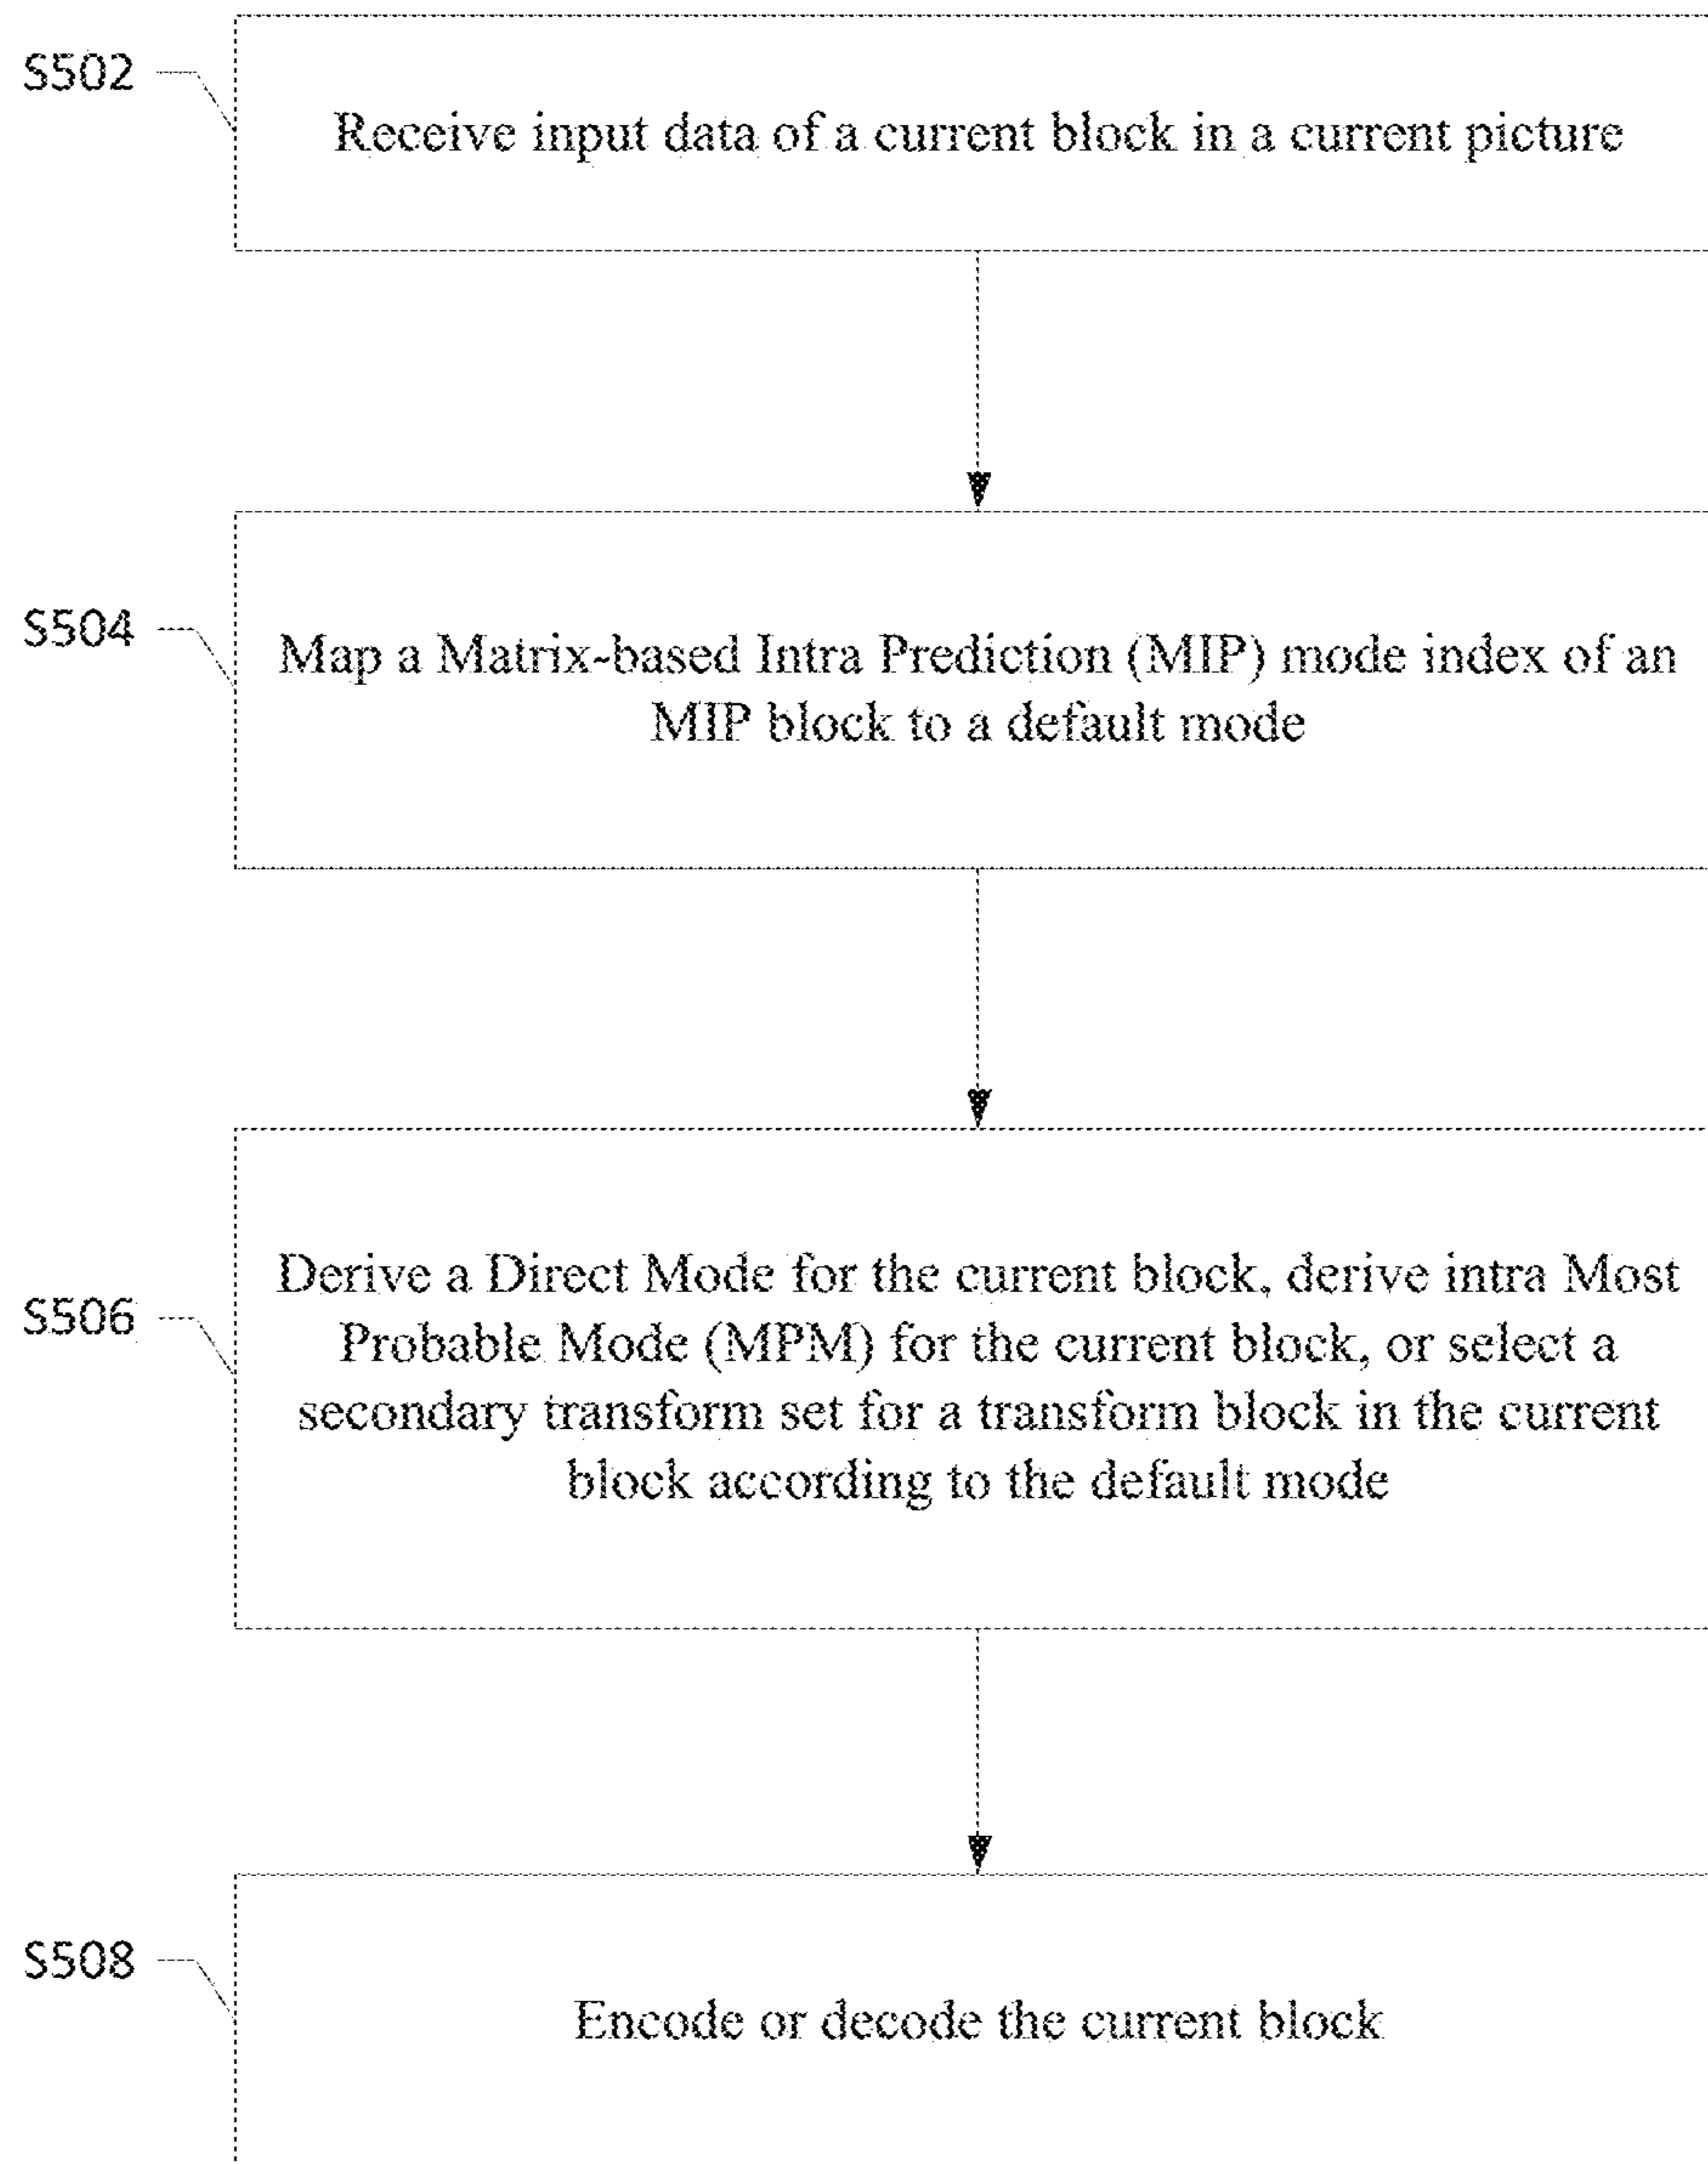 S502
Receive input data of a current block in a current picture
S504
Map a Matrix-based Intra Prediction (MIP) mode index of an
MIP block to a default mode
S506
Derive a Direct Mode for the current block, derive intra Most
Probable Mode (MPM) for the current block, or select a
secondary transform set for a transform block in the current
block according to the default mode
S508
Encode or decode the current block